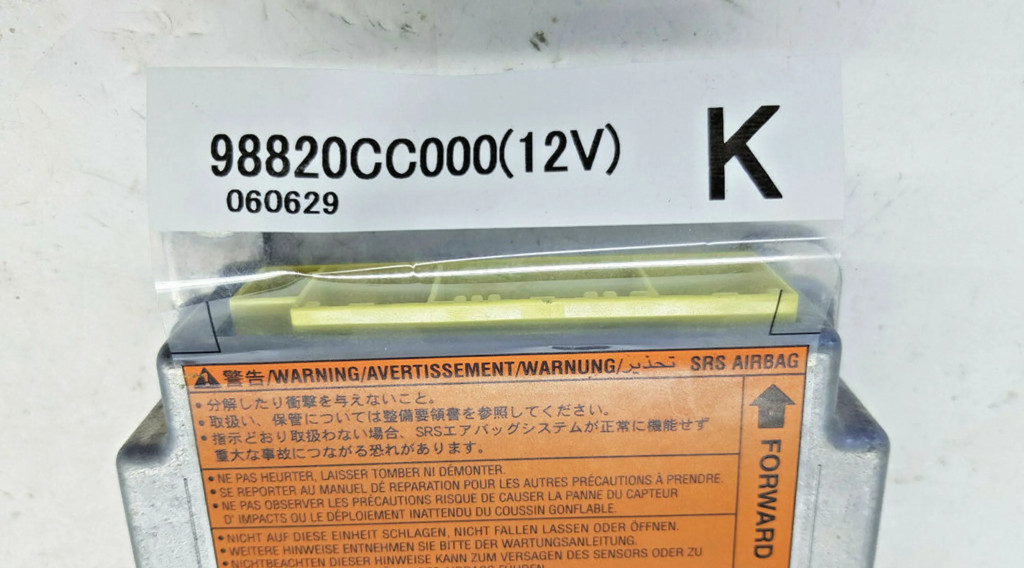 98820CC000(12V)
K
060629
警告/WARNING/AVERTISSEMENT/WARNUNG/تحذير SRS AIRBAG
• 分解したり衝撃を与えないこと。
• 取扱い、保管については整備要領書を参照してください。
• 指示どおり取扱わない場合、SRSエアバッグシステムが正常に機能せず
重大な事故につながる恐れがあります。
• NE PAS HEURTER, LAISSER TOMBER NI DÉMONTER.
• SE REPORTER AU MANUEL DE REPARATION POUR LES AUTRES PRÉCAUTIONS À PRENDRE.
• NE PAS OBSERVER LES PRÉCAUTIONS RISQUE DE CAUSER LA PANNE DU CAPTEUR
D' IMPACTS OU LE DÉPLOIEMENT INATTENDU DU COUSSIN GONFLABLE.
• NICHT AUF DIESE EINHEIT SCHLAGEN, NICHT FALLEN LASSEN ODER ÖFFNEN.
• WEITERE HINWEISE ENTNEHMEN SIE BITTE DER WARTUNGSANLEITUNG.
• NICHTBEACHTEN DIESER HINWEISE KANN ZUM VERSAGEN DES SENSORS ODER ZU
FORWARD